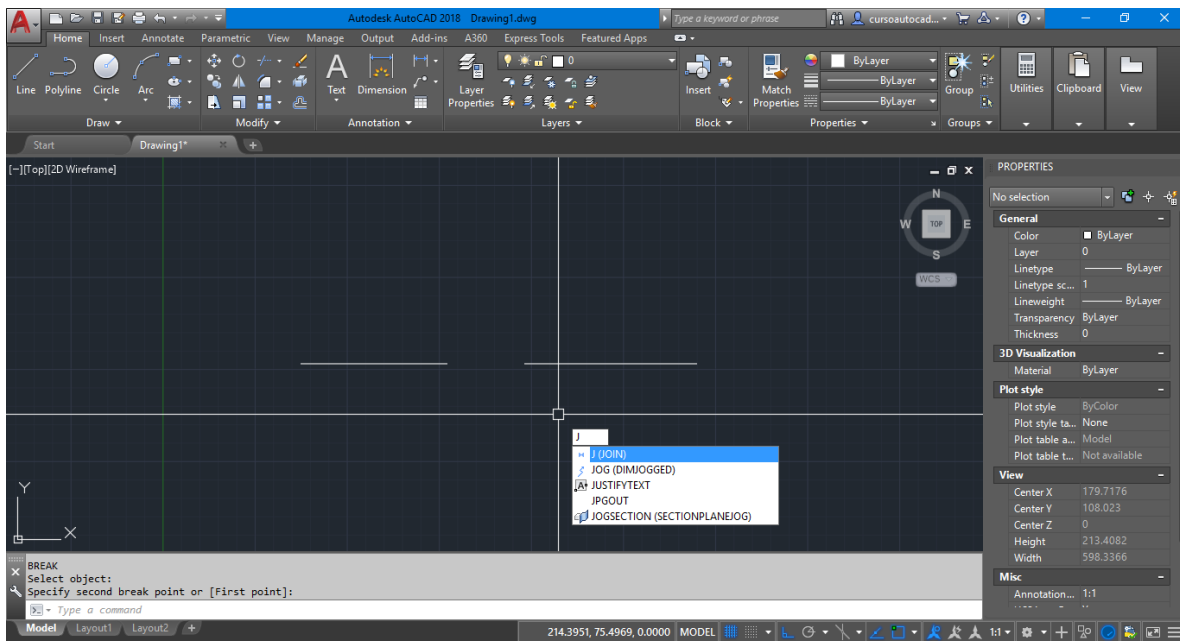 Autodesk AutoCAD 2018 Drawing1.dwg
Type a keyword or phrase
cursoautocad...
Home Insert Annotate Parametric View Manage Output Add-ins A360 Express Tools Featured Apps
Line Polyline Circle Arc
Text Dimension
Layer Properties
0
Insert
Match Properties
ByLayer
ByLayer
ByLayer
Group
Utilities Clipboard View
Draw Modify Annotation Layers Block Properties Groups
Start Drawing1* +
[–][Top][2D Wireframe]
N
W TOP E
S
WCS
J
J (JOIN)
JOG (DIMJOGGED)
JUSTIFYTEXT
JPGOUT
JOGSECTION (SECTIONPLANEJOG)
Y
X
PROPERTIES
No selection
General
Color ByLayer
Layer 0
Linetype ByLayer
Linetype sc... 1
Lineweight ByLayer
Transparency ByLayer
Thickness 0
3D Visualization
Material ByLayer
Plot style
Plot style ByColor
Plot style ta... None
Plot table a... Model
Plot table t... Not available
View
Center X 179.7176
Center Y 108.023
Center Z 0
Height 213.4082
Width 598.3366
Misc
Annotation... 1:1
BREAK
Select object:
Specify second break point or [First point]:
Type a command
Model Layout1 Layout2 +
214.3951, 75.4969, 0.0000 MODEL 1:1